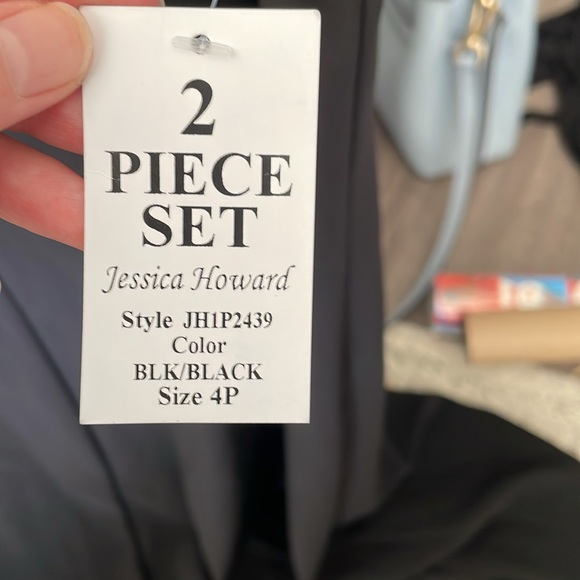 2
PIECE
SET
Jessica Howard
Style JH1P2439
Color
BLK/BLACK
Size 4P